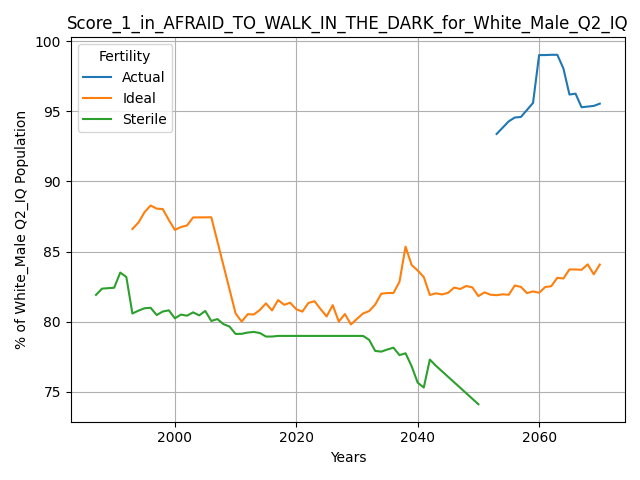 Score_1_in_AFRAID_TO_WALK_IN_THE_DARK_for_White_Male_Q2_IQ
100
95
90
85
80
75
% of White_Male Q2_IQ Population
Fertility
Actual
Ideal
Sterile
2000
2020
2040
2060
Years